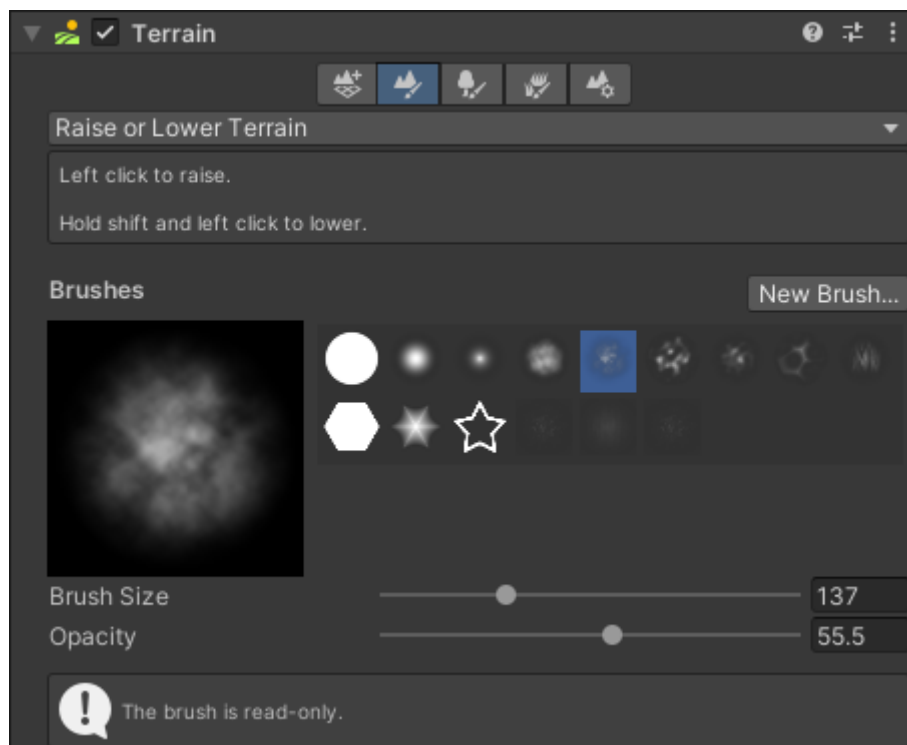 Terrain
Raise or Lower Terrain
Left click to raise.
Hold shift and left click to lower.
Brushes
New Brush...
Brush Size
137
Opacity
55.5
The brush is read-only.